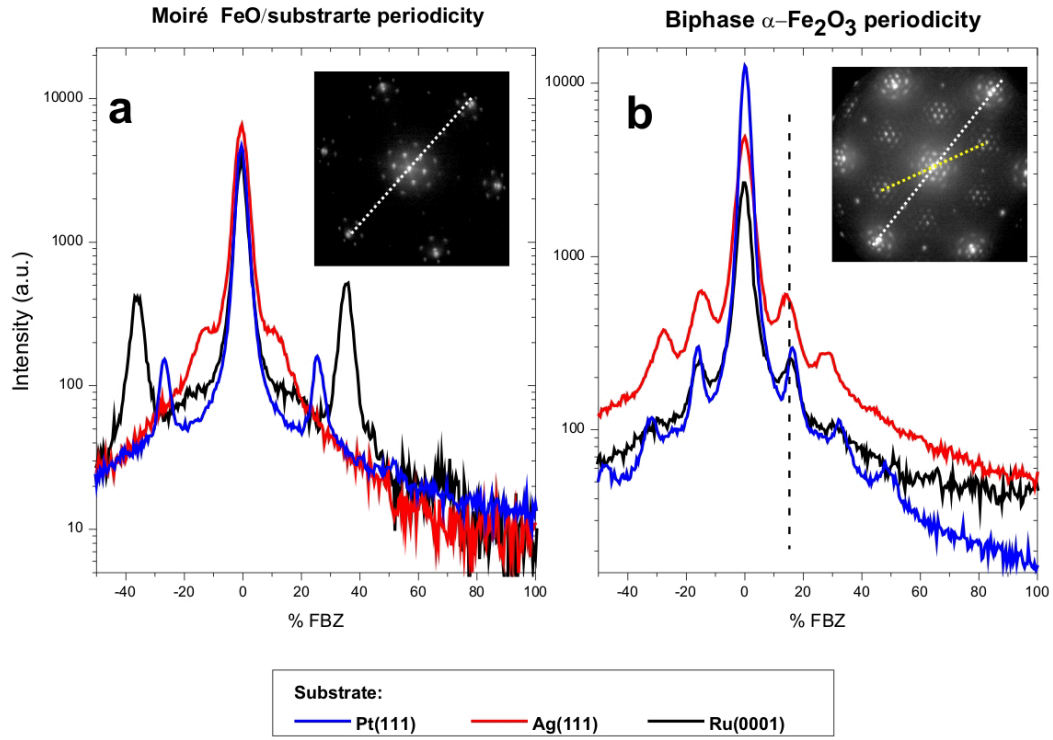 Moiré FeO/substrarte periodicity
Biphase α–Fe2O3 periodicity
a
b
Intensity (a.u.)
10000
1000
100
10
-40
-20
0
20
40
60
80
100
% FBZ
10000
1000
100
-40
-20
0
20
40
60
80
100
% FBZ
Substrate:
Pt(111) Ag(111) Ru(0001)